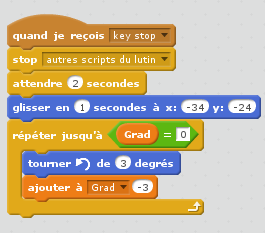 quand je reçois key stop
stop autres scripts du lutin
attendre 2 secondes
glisser en 1 secondes à x: -34 y: -24
répéter jusqu'à Grad = 0
tourner de 3 degrés
ajouter à Grad -3